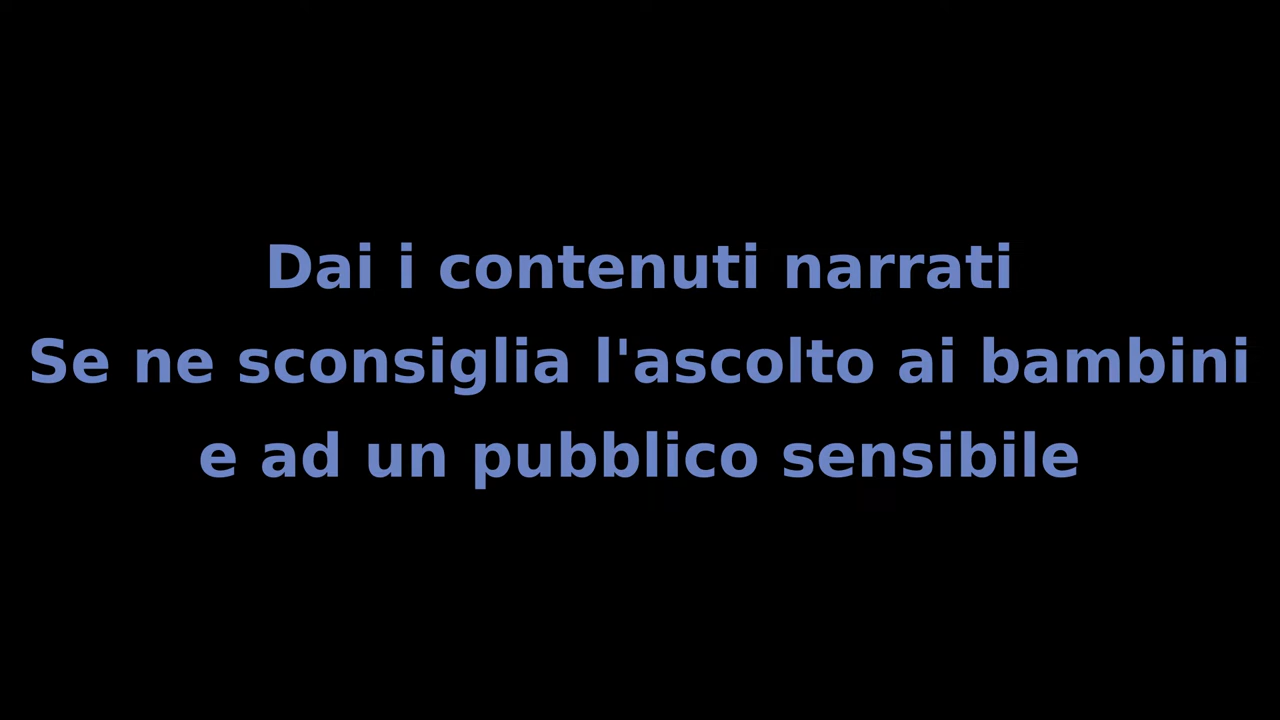 Dai i contenuti narrati
Se ne sconsiglia l'ascolto ai bambini
e ad un pubblico sensibile